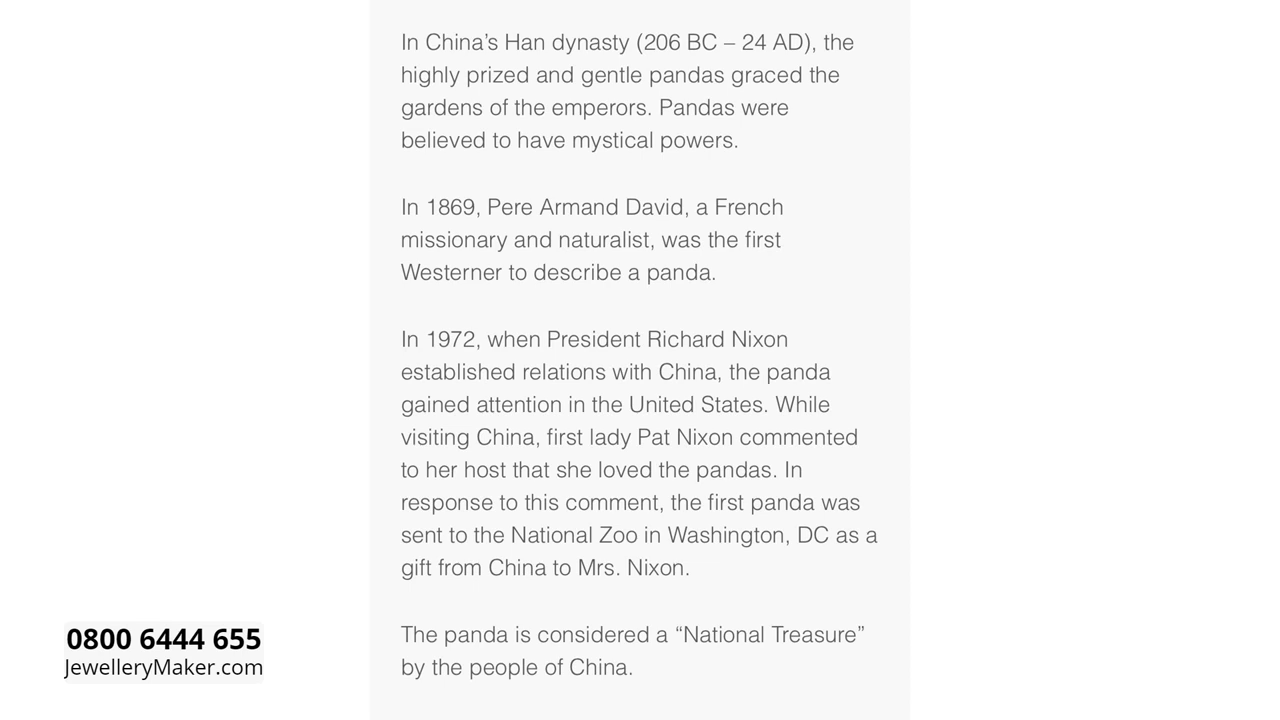 In China’s Han dynasty (206 BC – 24 AD), the
highly prized and gentle pandas graced the
gardens of the emperors. Pandas were
believed to have mystical powers.
In 1869, Pere Armand David, a French
missionary and naturalist, was the first
Westerner to describe a panda.
In 1972, when President Richard Nixon
established relations with China, the panda
gained attention in the United States. While
visiting China, first lady Pat Nixon commented
to her host that she loved the pandas. In
response to this comment, the first panda was
sent to the National Zoo in Washington, DC as a
gift from China to Mrs. Nixon.
The panda is considered a “National Treasure”
by the people of China.
0800 6444 655
JewelleryMaker.com